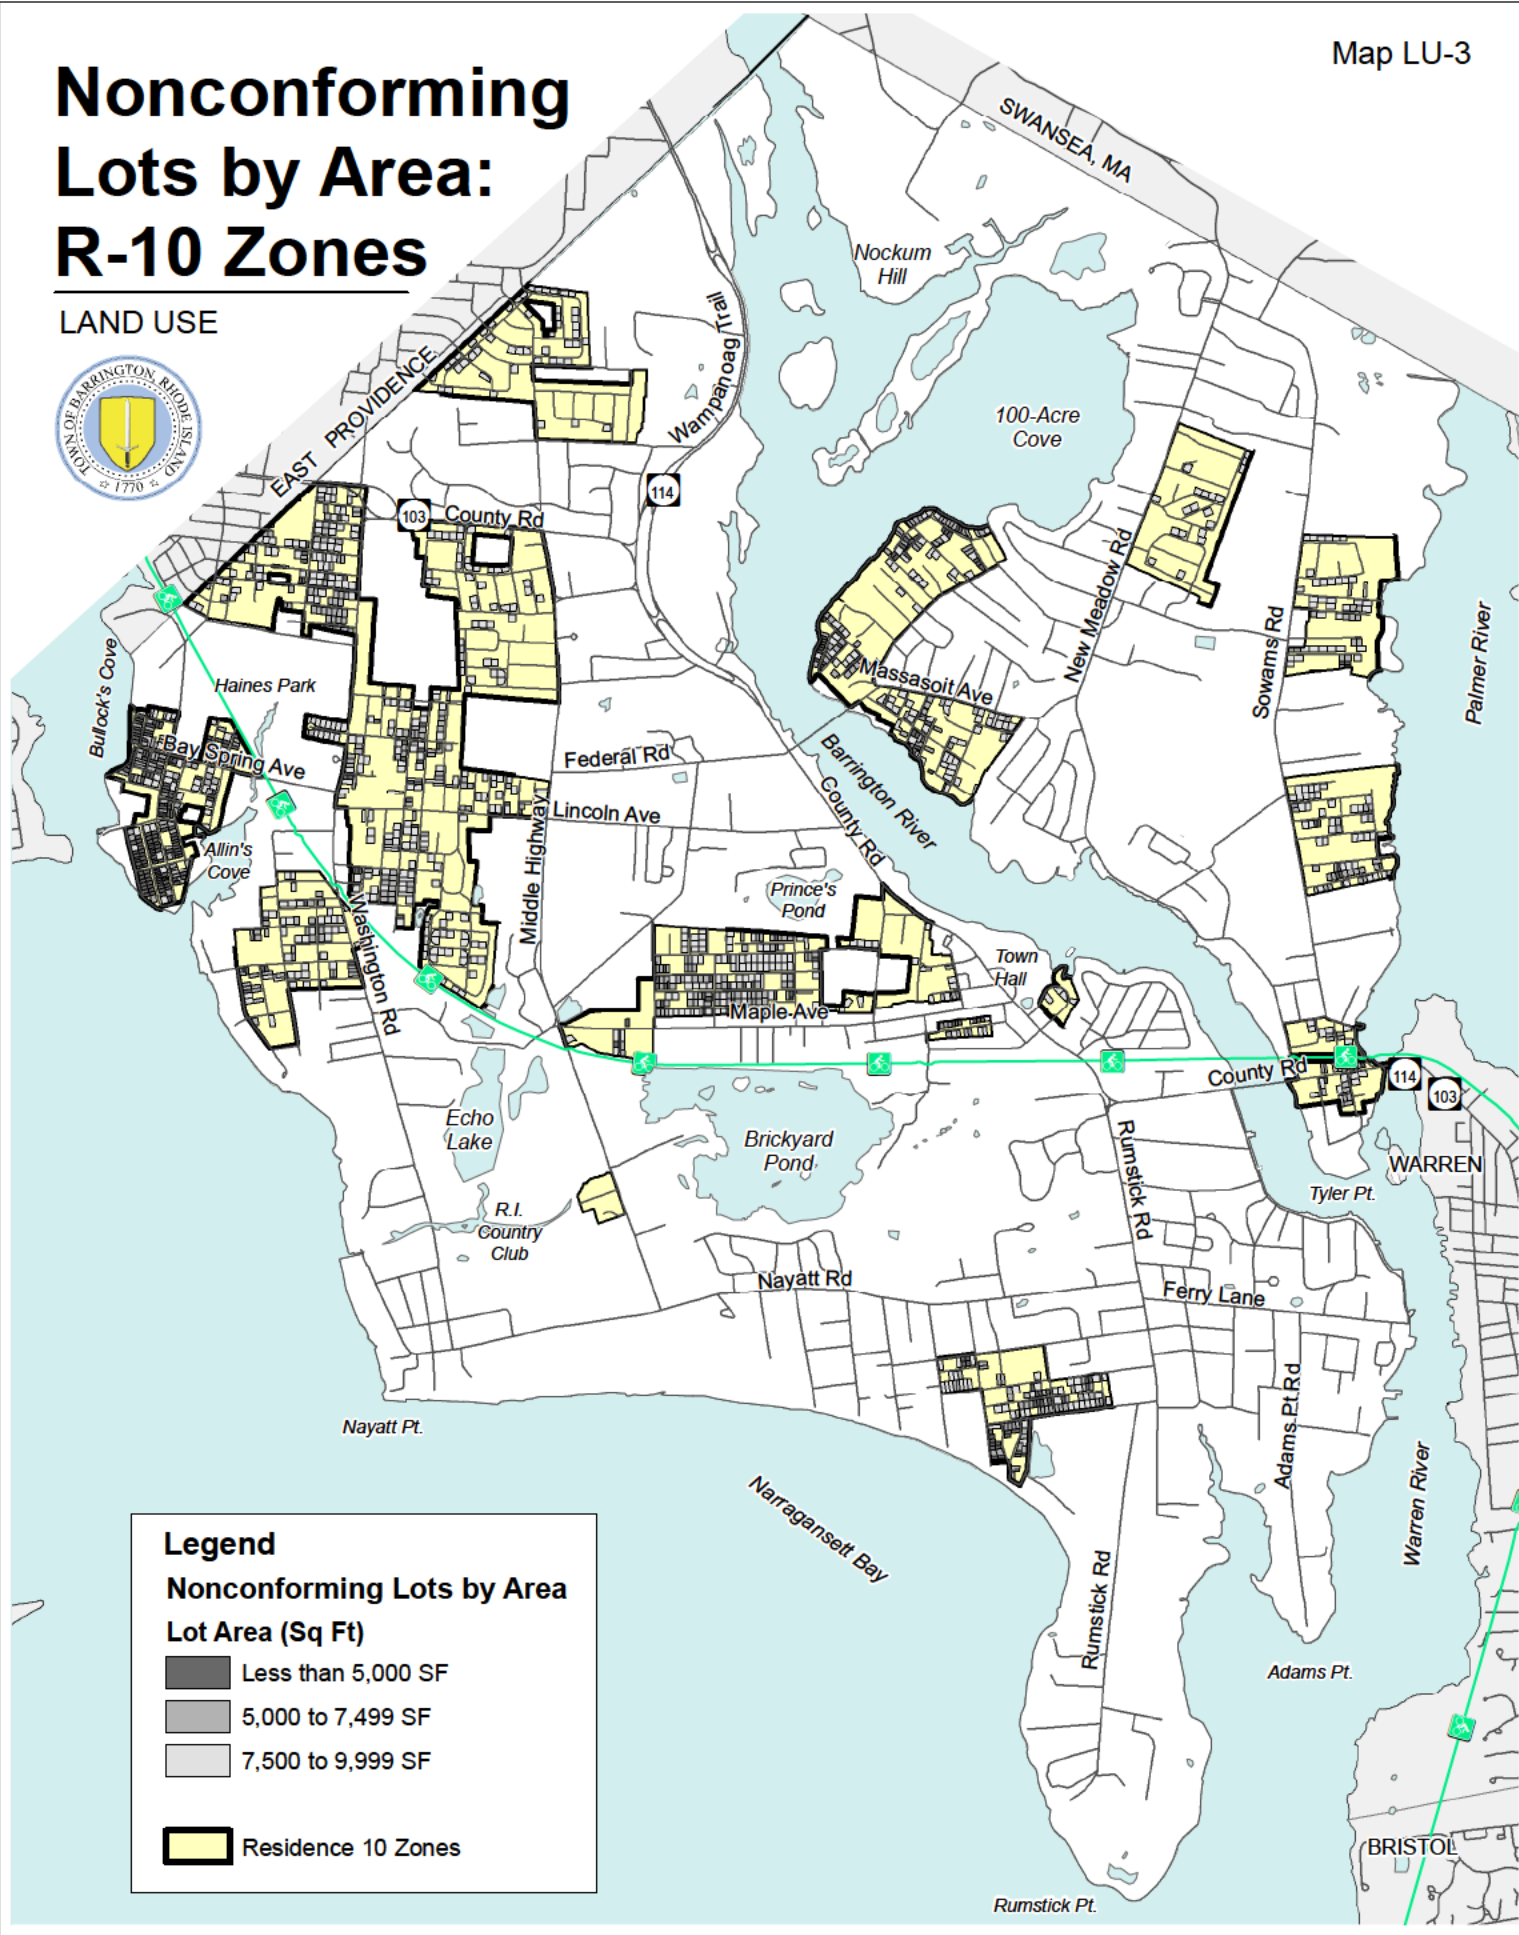 Map LU-3
Nonconforming
Lots by Area:
R-10 Zones
LAND USE
TOWN OF BARRINGTON, RHODE ISLAND
☆ 1770 ☆
SWANSEA, MA
Nockum
Hill
Wampanoag Trail
EAST PROVIDENCE
100-Acre
Cove
114
103
County Rd
New Meadow Rd
Sowams Rd
Palmer River
Bullock's Cove
Haines Park
Massasoit Ave
Bay Spring Ave
Federal Rd
Barrington River
County Rd
Lincoln Ave
Middle Highway
Allin's
Cove
Prince's
Pond
Washington Rd
Town
Hall
Maple Ave
County Rd
114
103
Echo
Lake
Brickyard
Pond
Rumstick Rd
WARREN
Tyler Pt.
R.I.
Country
Club
Nayatt Rd
Ferry Lane
Adams Pt Rd
Nayatt Pt.
Narragansett Bay
Warren River
Rumstick Rd
Adams Pt.
BRISTOL
Rumstick Pt.
Legend
Nonconforming Lots by Area
Lot Area (Sq Ft)
Less than 5,000 SF
5,000 to 7,499 SF
7,500 to 9,999 SF
Residence 10 Zones